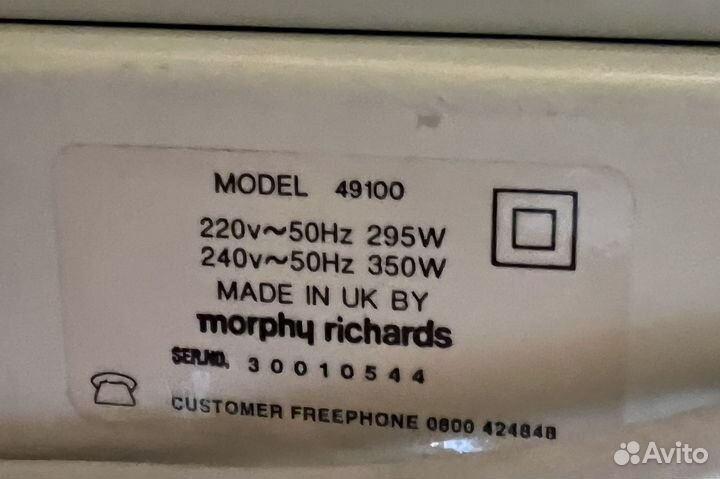 MODEL 49100
220v~50Hz 295W
240v~50Hz 350W
MADE IN UK BY
morphy richards
SER.NO. 30010544
CUSTOMER FREEPHONE 0800 424848
Avito